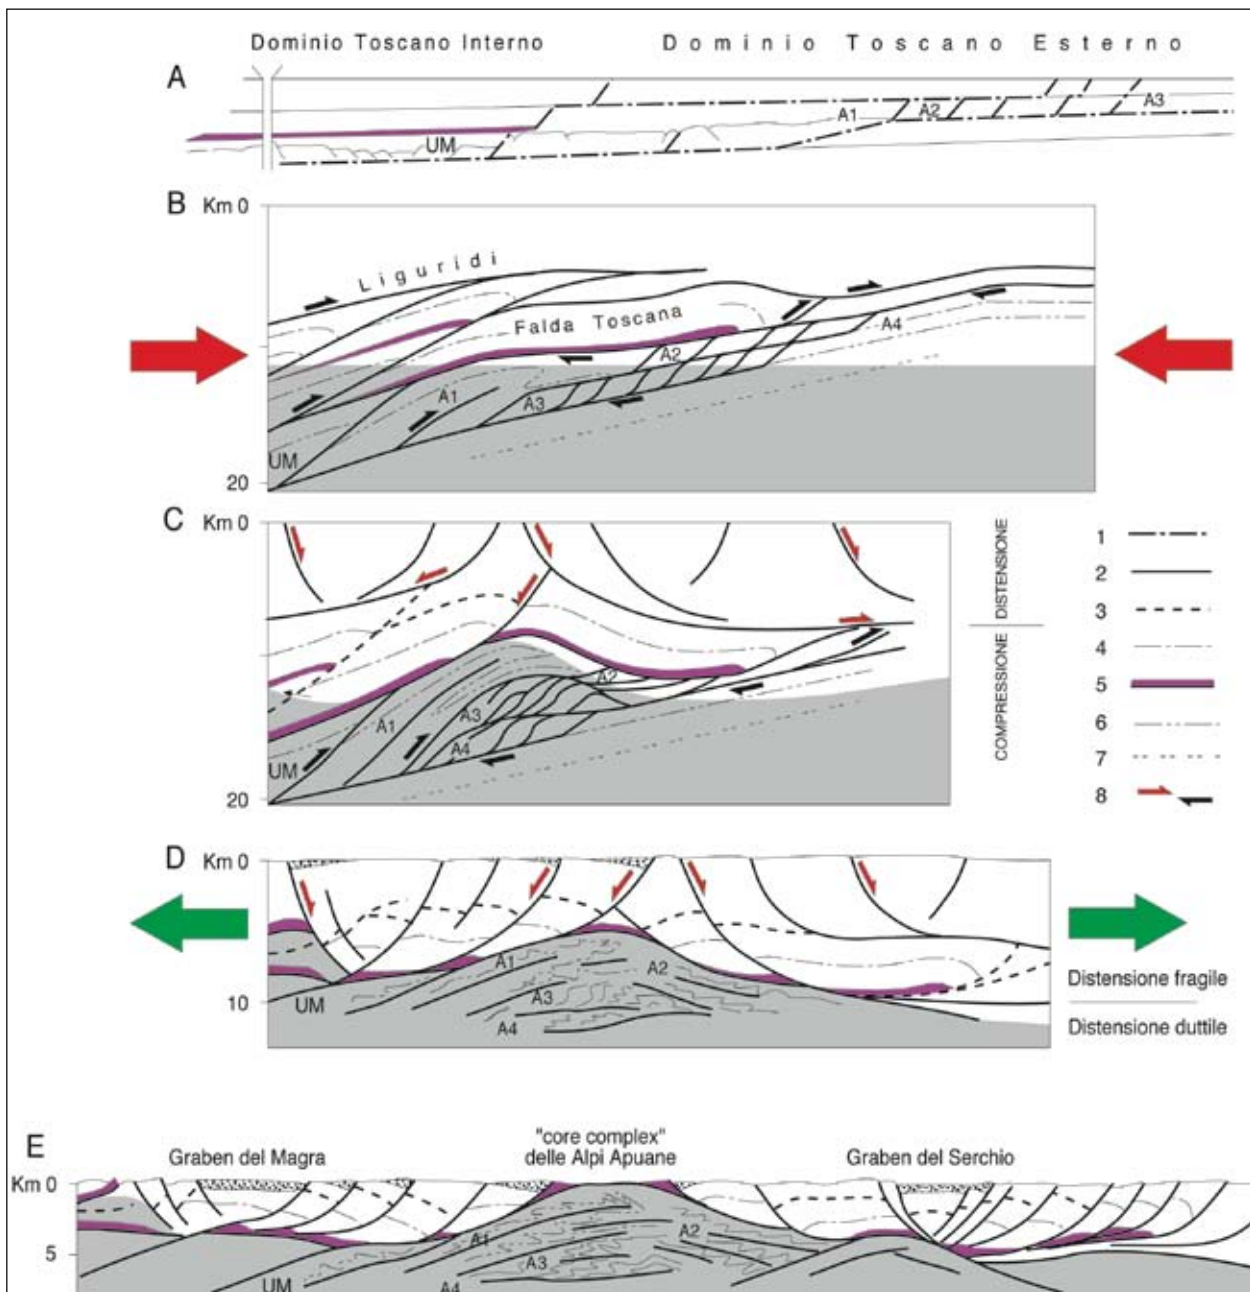 Dominio Toscano Interno
Dominio Toscano Esterno
A
A1
A2
A3
UM
B
Km 0
Liguridi
Falda Toscana
A4
A2
A1
A3
UM
20
C
Km 0
DISTENSIONE
COMPRESSIONE
1
2
3
4
5
6
7
8
A2
A1
A3
A4
UM
20
D
Km 0
A1
A2
A3
A4
UM
10
Distensione fragile
Distensione duttile
E
"core complex"
Graben del Magra
delle Alpi Apuane
Graben del Serchio
Km 0
5
A1
A2
A3
UM
A4